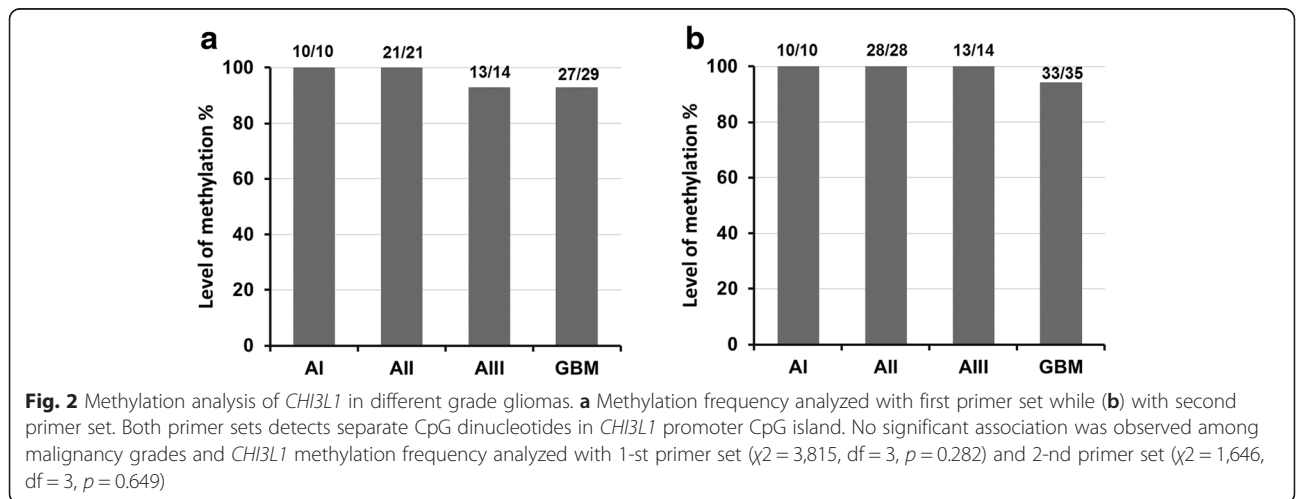 a
10/10 21/21 13/14 27/29
100
80
60
40
20
0
Level of methylation %
AI AII AIII GBM
b
10/10 28/28 13/14 33/35
100
80
60
40
20
0
Level of methylation %
AI AII AIII GBM
Fig. 2 Methylation analysis of CHI3L1 in different grade gliomas. a Methylation frequency analyzed with first primer set while (b) with second
primer set. Both primer sets detects separate CpG dinucleotides in CHI3L1 promoter CpG island. No significant association was observed among
malignancy grades and CHI3L1 methylation frequency analyzed with 1-st primer set (χ2 = 3,815, df = 3, p = 0.282) and 2-nd primer set (χ2 = 1,646,
df = 3, p = 0.649)